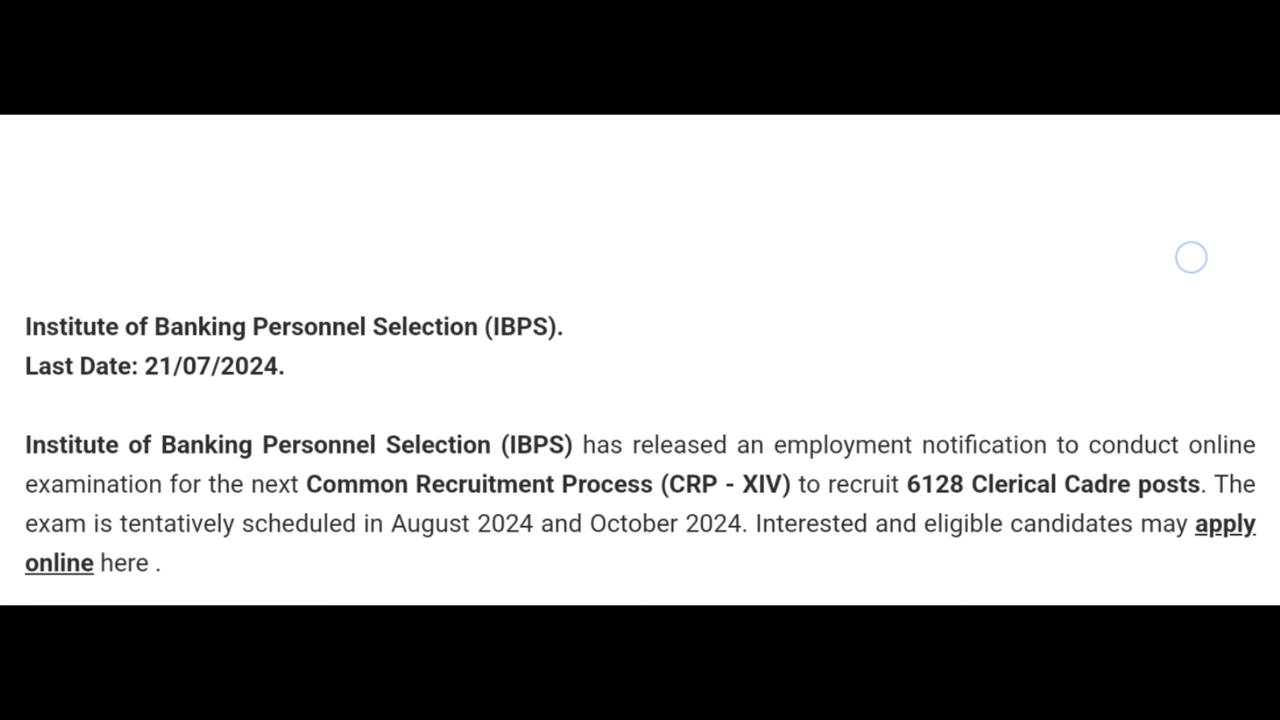 Institute of Banking Personnel Selection (IBPS).
Last Date: 21/07/2024.
Institute of Banking Personnel Selection (IBPS) has released an employment notification to conduct online
examination for the next Common Recruitment Process (CRP - XIV) to recruit 6128 Clerical Cadre posts. The
exam is tentatively scheduled in August 2024 and October 2024. Interested and eligible candidates may apply
online here .